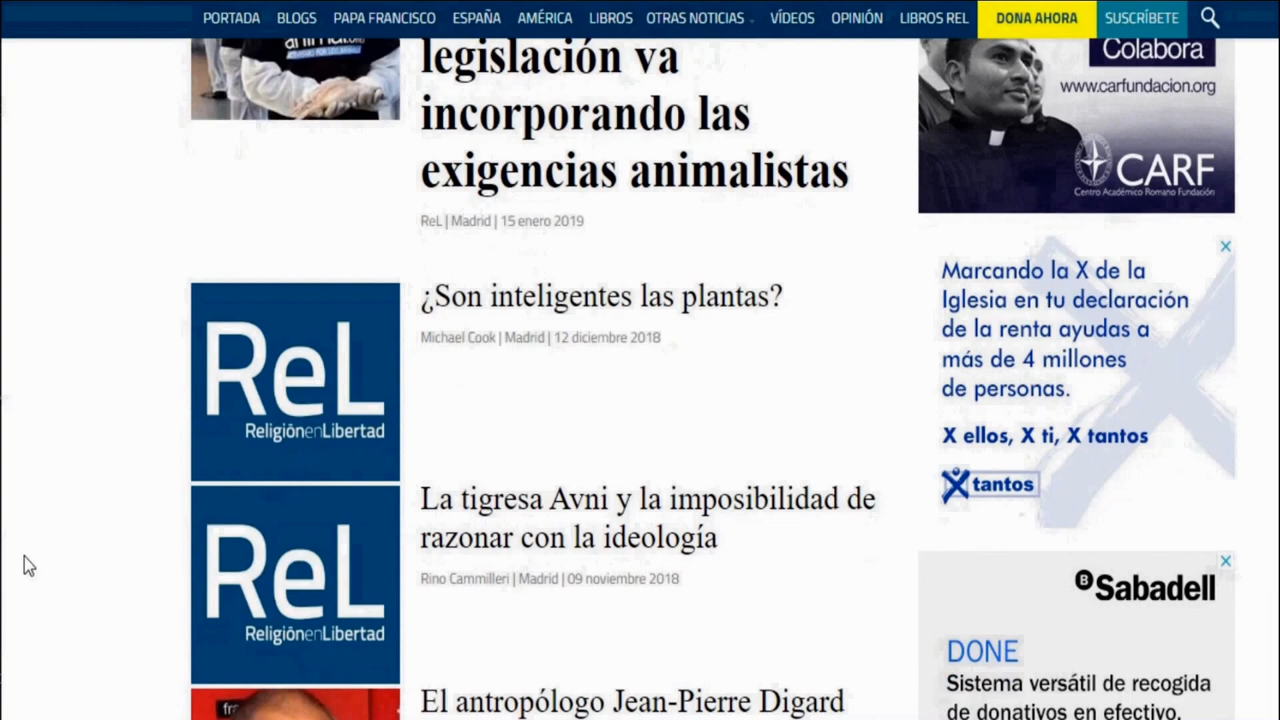 PORTADA BLOGS PAPA FRANCISCO ESPAÑA AMÉRICA LIBROS OTRAS NOTICIAS VÍDEOS OPINIÓN LIBROS REL DONA AHORA SUSCRÍBETE
legislación va
incorporando las
exigencias animalistas
ReL | Madrid | 15 enero 2019
¿Son inteligentes las plantas?
Michael Cook | Madrid | 12 diciembre 2018
ReL
ReligiónenLibertad
La tigresa Avni y la imposibilidad de
razonar con la ideología
Rino Cammilleri | Madrid | 09 noviembre 2018
ReL
ReligiónenLibertad
El antropólogo Jean-Pierre Digard
Colabora
www.carfundacion.org
CARF
Centro Académico Romano Fundación
Marcando la X de la
Iglesia en tu declaración
de la renta ayudas a
más de 4 millones
de personas.
X ellos, X ti, X tantos
X tantos
B Sabadell
DONE
Sistema versátil de recogida
de donativos en efectivo,